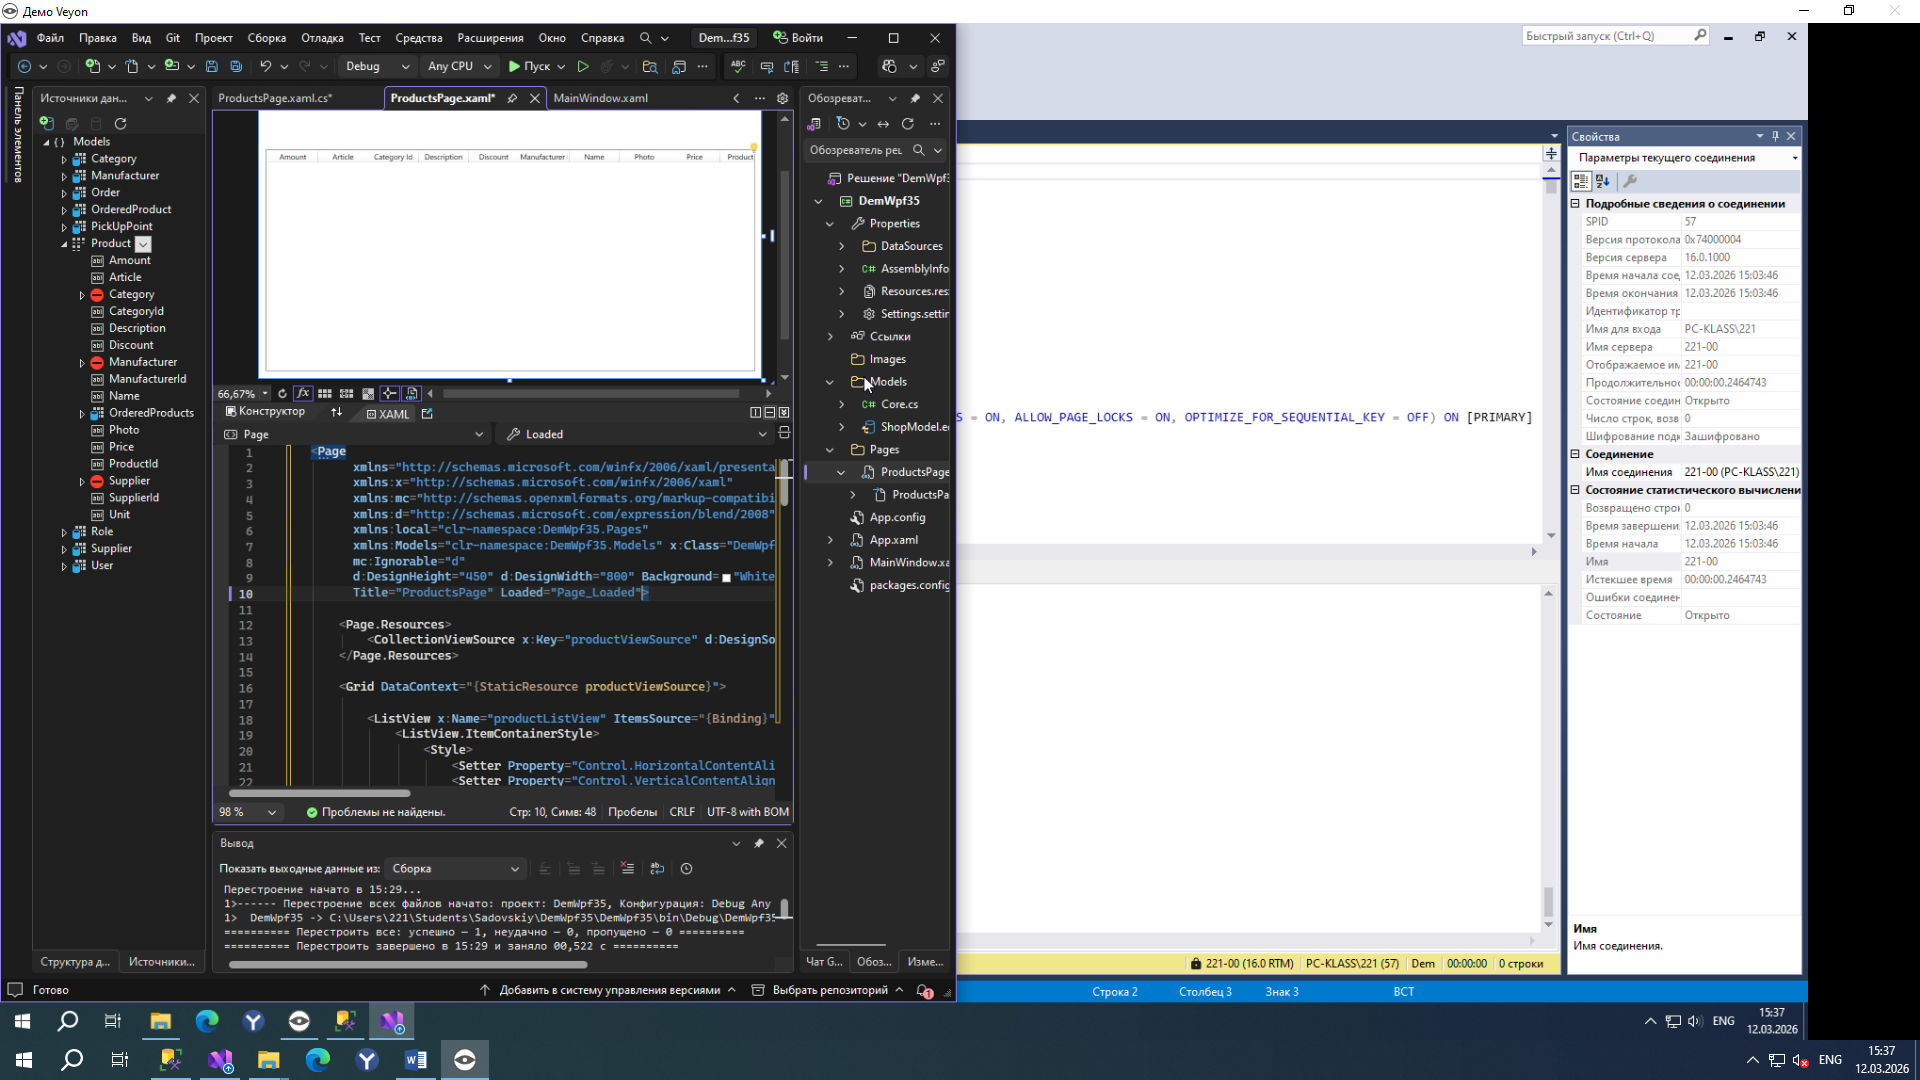 Демо Veyon
Файл Правка Вид Git Проект Сборка Отладка Тест Средства Расширения Окно Справка Dem...f35 Войти
Debug Any CPU Пуск
Панель элементов
Источники дан...
Models
Category
Manufacturer
Order
OrderedProduct
PickUpPoint
Product
Amount
Article
Category
CategoryId
Description
Discount
Manufacturer
ManufacturerId
Name
OrderedProducts
Photo
Price
ProductId
Supplier
SupplierId
Unit
Role
Supplier
User
Структура д... Источники...
ProductsPage.xaml.cs* ProductsPage.xaml* MainWindow.xaml
Amount Article Category Id Description Discount Manufacturer Name Photo Price Product
66,67%
Конструктор XAML
Page Loaded
1 <Page
2 xmlns="http://schemas.microsoft.com/winfx/2006/xaml/presenta
3 xmlns:x="http://schemas.microsoft.com/winfx/2006/xaml"
4 xmlns:mc="http://schemas.openxmlformats.org/markup-compatibi
5 xmlns:d="http://schemas.microsoft.com/expression/blend/2008"
6 xmlns:local="clr-namespace:DemWpf35.Pages"
7 xmlns:Models="clr-namespace:DemWpf35.Models" x:Class="DemWpf
8 mc:Ignorable="d"
9 d:DesignHeight="450" d:DesignWidth="800" Background="White
10 Title="ProductsPage" Loaded="Page_Loaded">
11
12 <Page.Resources>
13 <CollectionViewSource x:Key="productViewSource" d:DesignSo
14 </Page.Resources>
15
16 <Grid DataContext="{StaticResource productViewSource}">
17
18 <ListView x:Name="productListView" ItemsSource="{Binding}"
19 <ListView.ItemContainerStyle>
20 <Style>
21 <Setter Property="Control.HorizontalContentAli
22 <Setter Property="Control.VerticalContentAlign
98 % Проблемы не найдены. Стр: 10, Симв: 48 Пробелы CRLF UTF-8 with BOM
Вывод
Показать выходные данные из: Сборка
Перестроение начато в 15:29...
1>------ Перестроение всех файлов начато: проект: DemWpf35, Конфигурация: Debug Any
1> DemWpf35 -> C:\Users\221\Students\Sadovskiy\DemWpf35\DemWpf35\bin\Debug\DemWpf35
========== Перестроить все: успешно – 1, неудачно – 0, пропущено – 0 ==========
========== Перестроить завершено в 15:29 и заняло 00,522 с ==========
Обозреват...
Обозреватель реш
Решение "DemWpf3
DemWpf35
Properties
DataSources
AssemblyInfo
Resources.res
Settings.settin
Ссылки
Images
Models
Core.cs
ShopModel.e
Pages
ProductsPage
ProductsPa
App.config
App.xaml
MainWindow.xa
packages.config
Чат G... Обоз... Изме...
Готово Добавить в систему управления версиями Выбрать репозиторий 1
Быстрый запуск (Ctrl+Q)
S = ON, ALLOW_PAGE_LOCKS = ON, OPTIMIZE_FOR_SEQUENTIAL_KEY = OFF) ON [PRIMARY]
221-00 (16.0 RTM) PC-KLASS\221 (57) Dem 00:00:00 0 строки
Строка 2 Столбец 3 Знак 3 ВСТ
Свойства
Параметры текущего соединения
Подробные сведения о соединении
SPID 57
Версия протокола 0x74000004
Версия сервера 16.0.1000
Время начала сое, 12.03.2026 15:03:46
Время окончания 12.03.2026 15:03:46
Идентификатор тр
Имя для входа PC-KLASS\221
Имя сервера 221-00
Отображаемое им 221-00
Продолжительнос 00:00:00.2464743
Состояние соедин Открыто
Число строк, возв 0
Шифрование подк Зашифровано
Соединение
Имя соединения 221-00 (PC-KLASS\221)
Состояние статистического вычислени
Возвращено строк 0
Время завершени 12.03.2026 15:03:46
Время начала 12.03.2026 15:03:46
Имя 221-00
Истекшее время 00:00:00.2464743
Ошибки соединен
Состояние Открыто
Имя
Имя соединения.
ENG 15:37
12.03.2026
ENG 15:37
12.03.2026